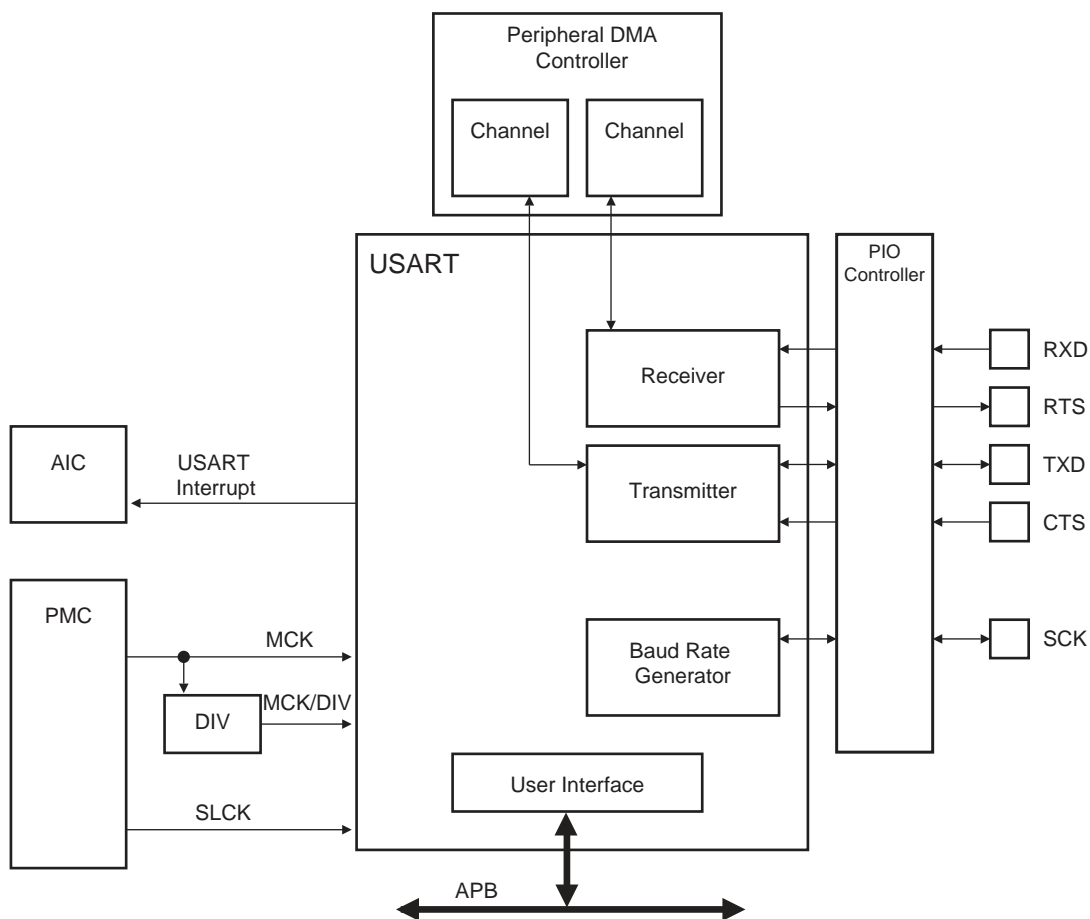 Peripheral DMA
Controller
Channel
Channel
USART
PIO
Controller
Receiver
RXD
RTS
AIC
USART
Interrupt
Transmitter
TXD
CTS
PMC
MCK
Baud Rate
Generator
SCK
DIV
MCK/DIV
User Interface
SLCK
APB